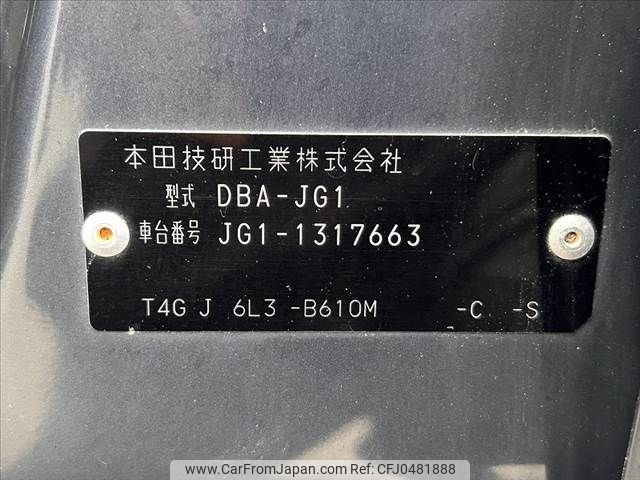 本田技研工業株式会社
型式 DBA-JG1
車台番号 JG1-1317663
T4G J 6L3 -B610M -C -S
© CarFromJapan.com, Ref No.CFJ0481888